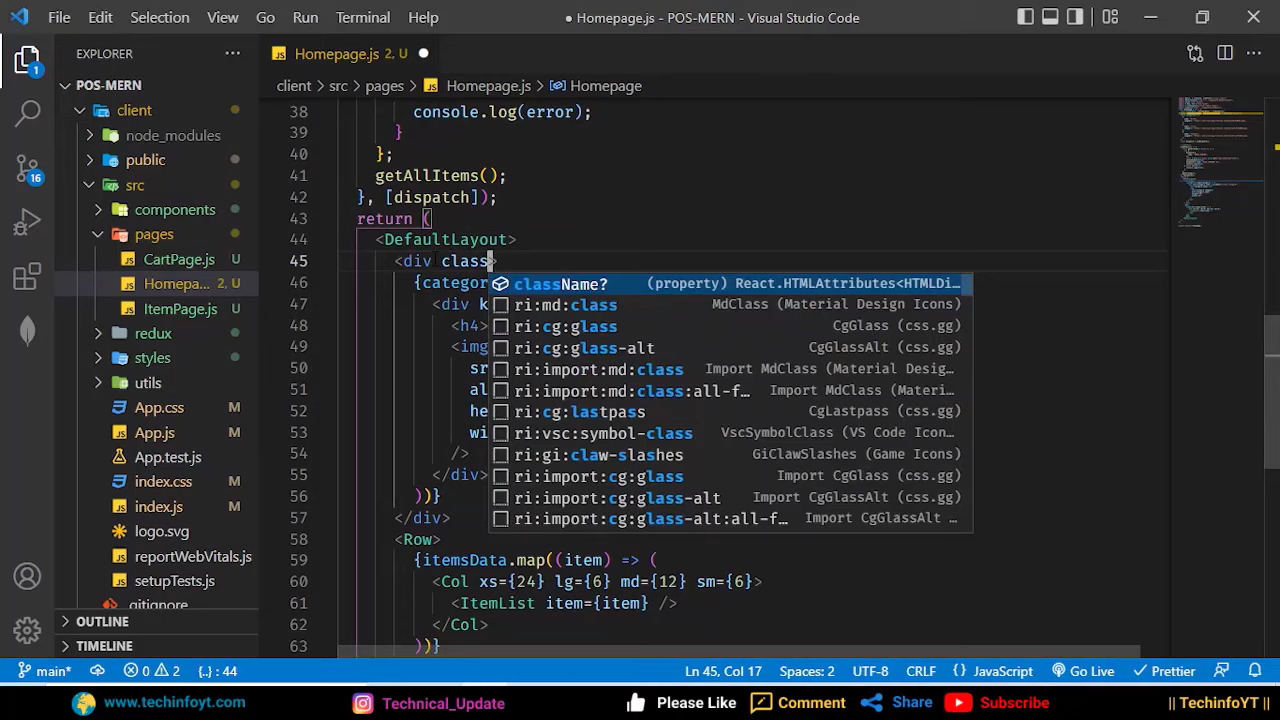 File Edit Selection View Go Run Terminal Help
● Homepage.js - POS-MERN - Visual Studio Code
EXPLORER
POS-MERN
client
node_modules
public
src
components
pages
CartPage.js U
Homepa... 2, U
ItemPage.js U
redux
styles
utils
App.css M
App.js M
App.test.js
index.css M
index.js M
logo.svg
reportWebVitals.js
setupTests.js
.gitignore
OUTLINE
TIMELINE
1
16
Homepage.js 2, U
client > src > pages > Homepage.js > Homepage
38 console.log(error);
39 }
40 };
41 getAllItems();
42 }, [dispatch]);
43 return (
44 <DefaultLayout>
45 <div class>
46 {categor
47 <div k
48 <h4>
49 <img
50 sr
51 al
52 he
53 wi
54 />
55 </div>
56 ))}
57 </div>
58 <Row>
59 {itemsData.map((item) => (
60 <Col xs={24} lg={6} md={12} sm={6}>
61 <ItemList item={item} />
62 </Col>
63 ))}
className? (property) React.HTMLAttributes<HTMLDi...
ri:md:class MdClass (Material Design Icons)
ri:cg:glass CgGlass (css.gg)
ri:cg:glass-alt CgGlassAlt (css.gg)
ri:import:md:class Import MdClass (Material Desig...
ri:import:md:class:all-f... Import MdClass (Materi...
ri:cg:lastpass CgLastpass (css.gg)
ri:vsc:symbol-class VscSymbolClass (VS Code Icon...
ri:gi:claw-slashes GiClawSlashes (Game Icons)
ri:import:cg:glass Import CgGlass (css.gg)
ri:import:cg:glass-alt Import CgGlassAlt (css.gg)
ri:import:cg:glass-alt:all-f... Import CgGlassAlt ...
main* 0 2 {..} : 44 Ln 45, Col 17 Spaces: 2 UTF-8 CRLF {} JavaScript Go Live Prettier
www.techinfoyt.com Technical_Update Please Like Comment Share Subscribe || TechinfoYT ||